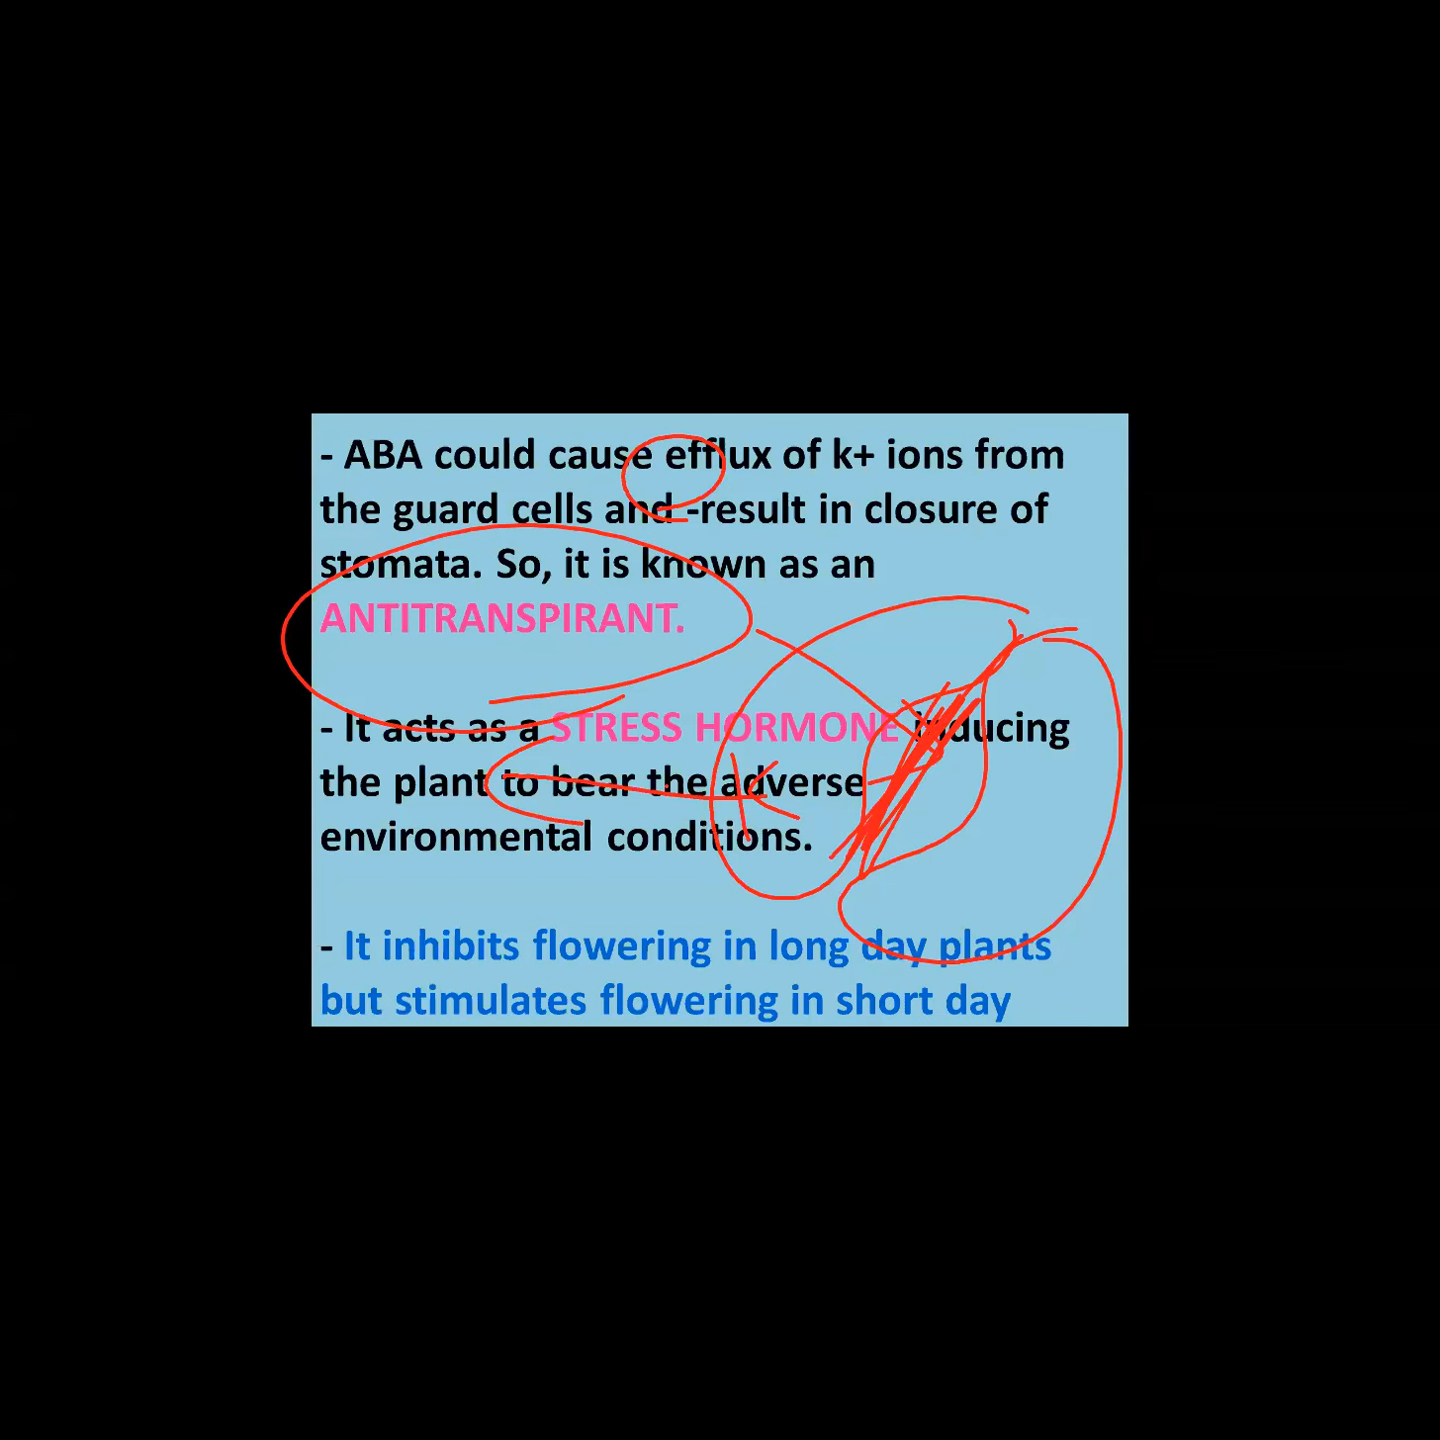 - ABA could cause efflux of k+ ions from
the guard cells and -result in closure of
stomata. So, it is known as an
ANTITRANSPIRANT.
- It acts as a STRESS HORMONE inducing
the plant to bear the adverse
environmental conditions.
K
- It inhibits flowering in long day plants
but stimulates flowering in short day